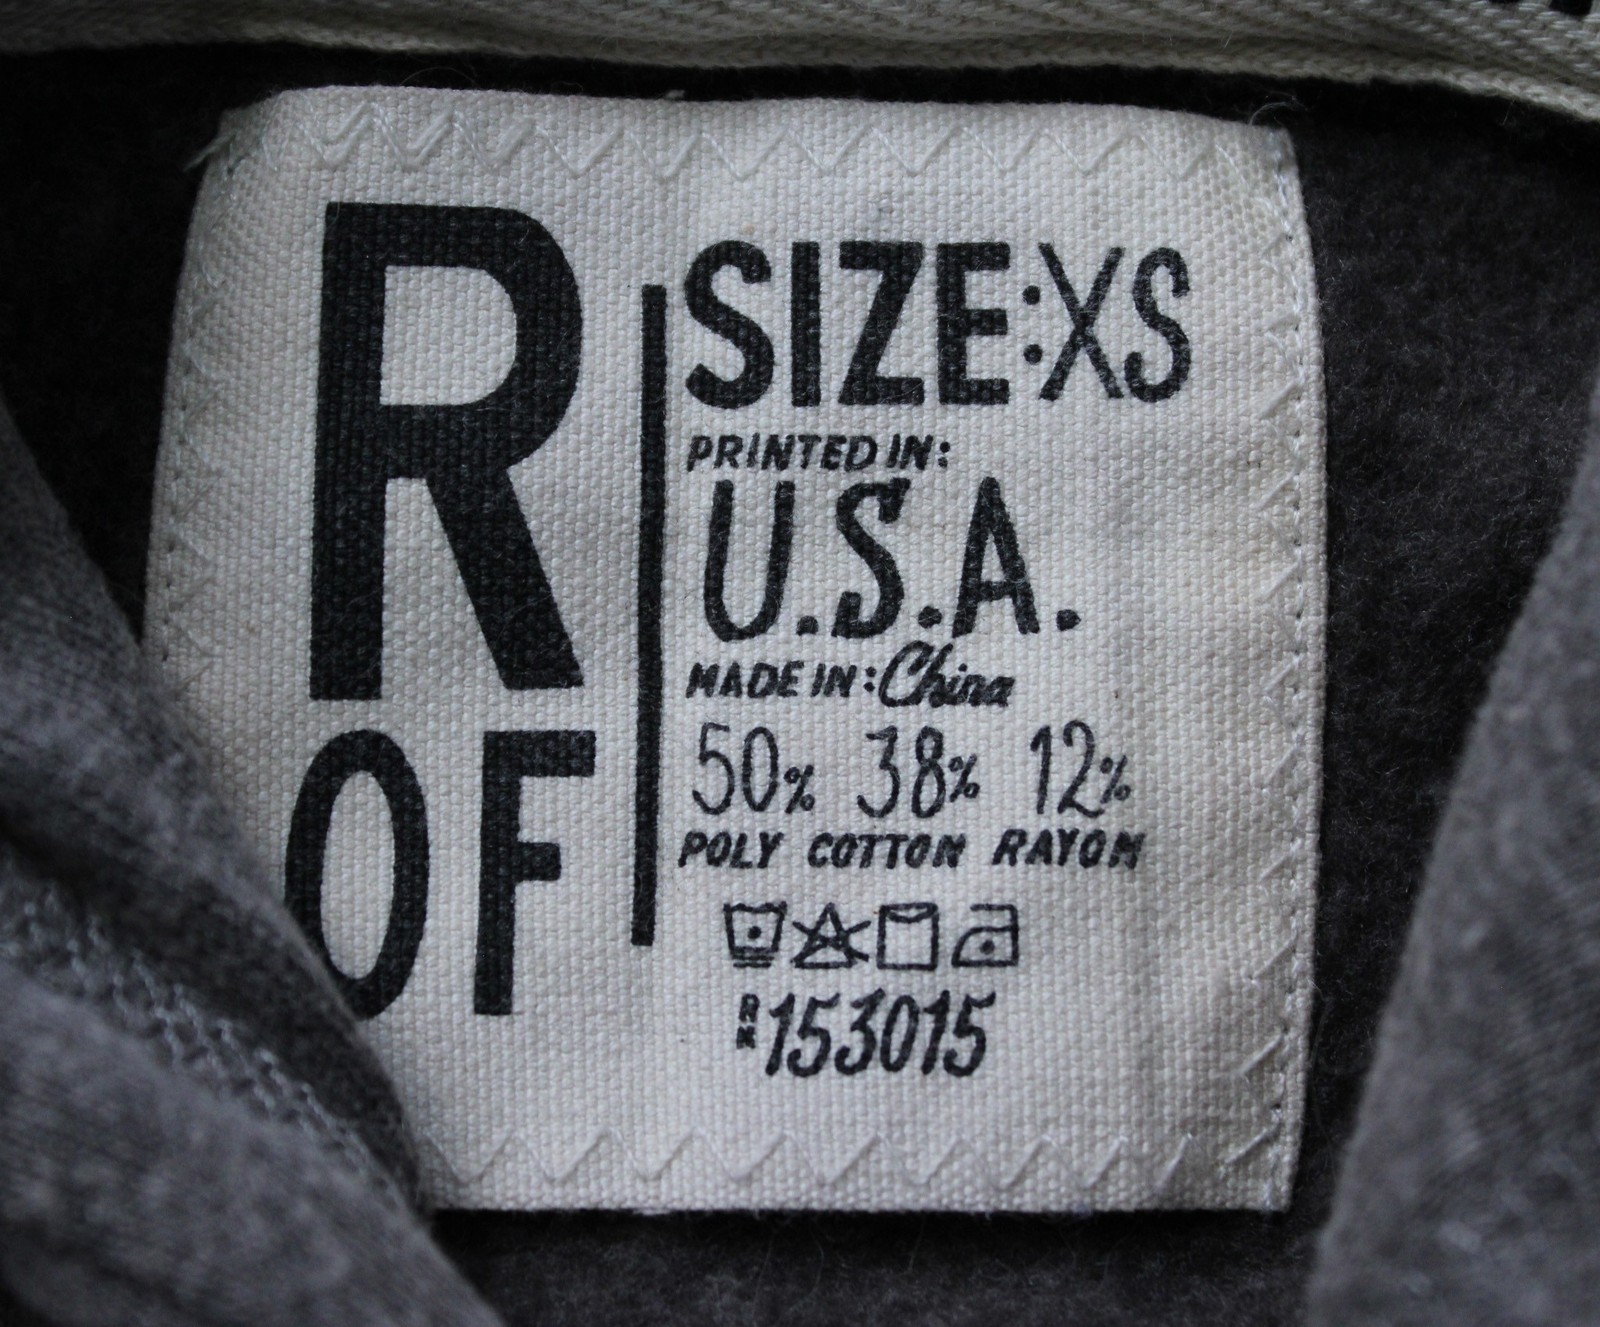 R
OF
SIZE:XS
PRINTED IN:
U.S.A.
MADE IN: China
50% 38% 12%
POLY COTTON RAYON
RN 153015